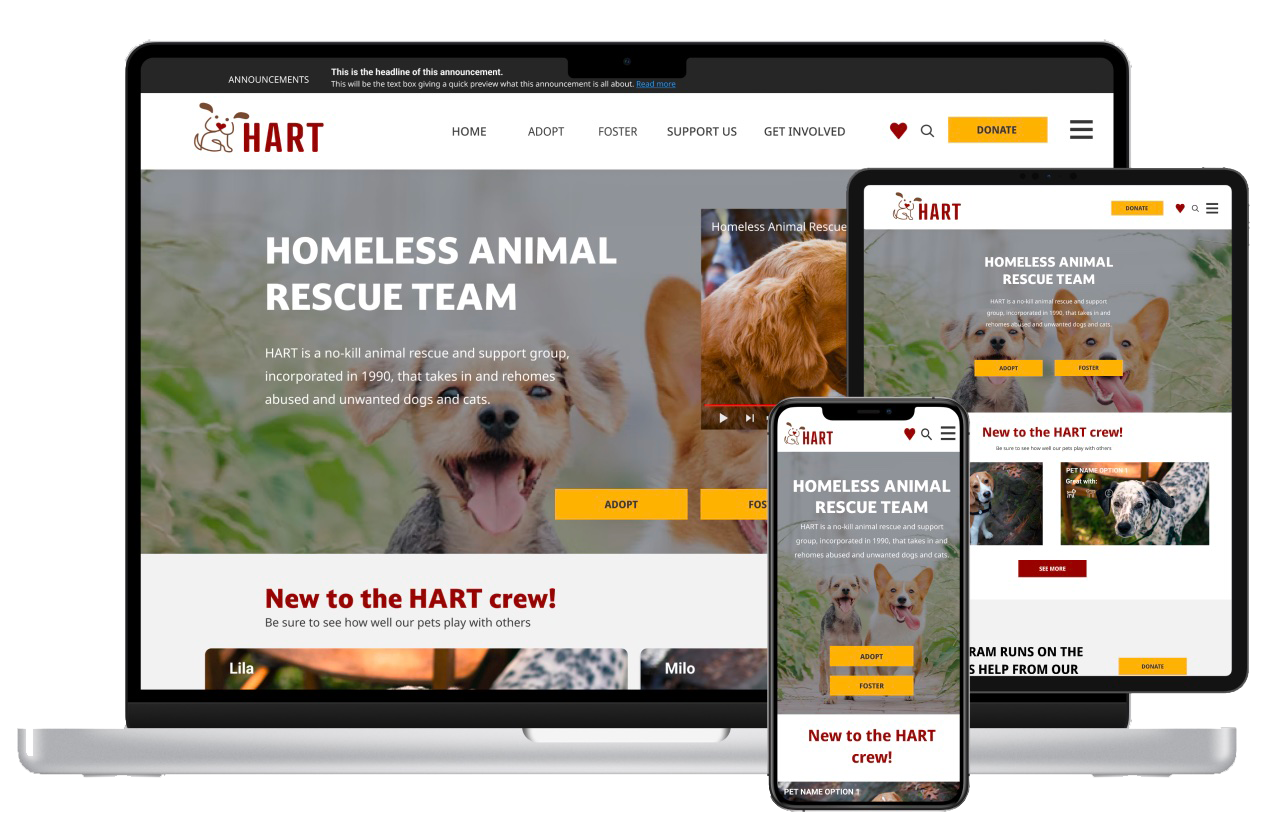 ANNOUNCEMENTS
This is the headline of this announcement.
This will be the text box giving a quick preview what this announcement is all about. Read more
HART
HOME
ADOPT
FOSTER
SUPPORT US
GET INVOLVED
DONATE
HOMELESS ANIMAL
RESCUE TEAM
HART is a no-kill animal rescue and support group,
incorporated in 1990, that takes in and rehomes
abused and unwanted dogs and cats.
Homeless Animal Rescue
ADOPT
FOS
New to the HART crew!
Be sure to see how well our pets play with others
Lila
Milo
HART
DONATE
HOMELESS ANIMAL
RESCUE TEAM
HART is a no-kill animal rescue and support
group, incorporated in 1990, that takes in and
rehomes abused and unwanted dogs and cats.
ADOPT
FOSTER
New to the HART crew!
Be sure to see how well our pets play with others
PET NAME OPTION 1
Great with:
SEE MORE
RAM RUNS ON THE
S HELP FROM OUR
DONATE
HART
HOMELESS ANIMAL
RESCUE TEAM
HART is a no-kill animal rescue and support
group, incorporated in 1990, that takes in and
rehomes abused and unwanted dogs and cats.
ADOPT
FOSTER
New to the HART
crew!
PET NAME OPTION 1